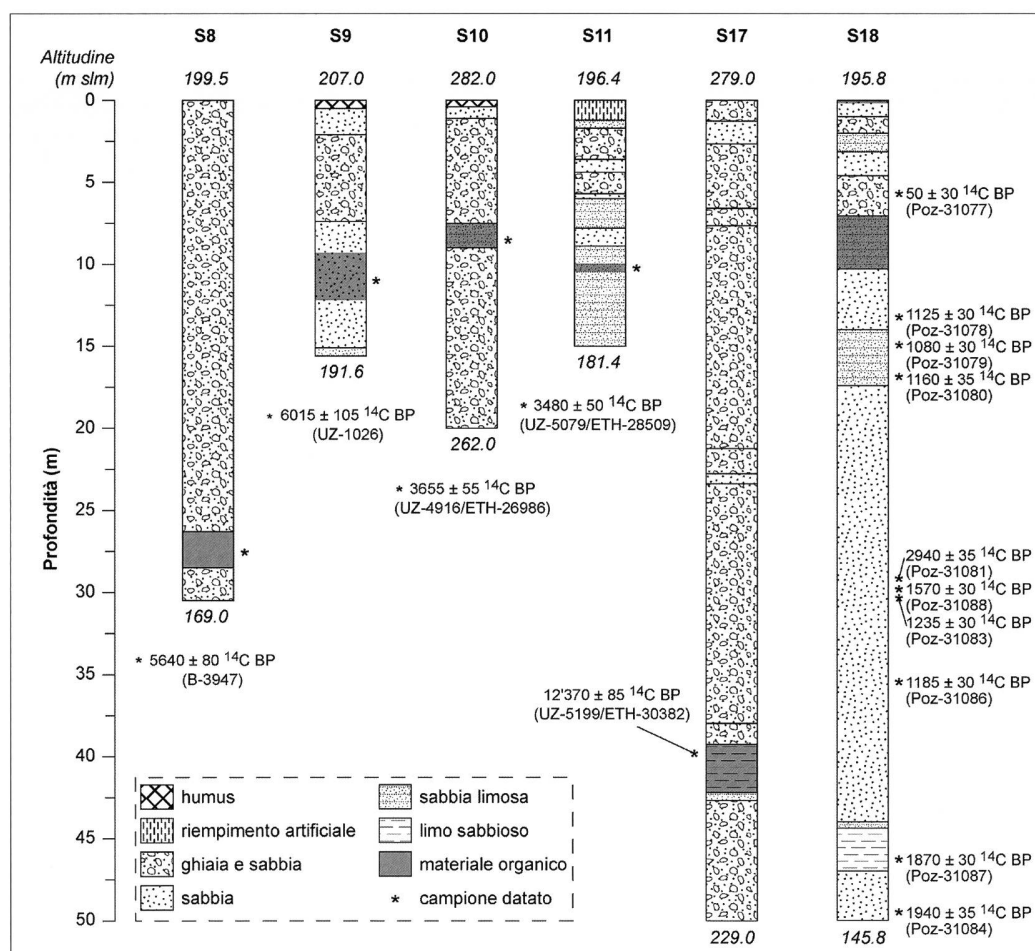 S8 S9 S10 S11 S17 S18
Altitudine
(m slm)
199.5 207.0 282.0 196.4 279.0 195.8
Profondità (m)
0
5
10
15
20
25
30
35
40
45
50
169.0
* 5640 ± 80 ¹⁴C BP
(B-3947)
*
191.6
* 6015 ± 105 ¹⁴C BP
(UZ-1026)
*
262.0
* 3655 ± 55 ¹⁴C BP
(UZ-4916/ETH-26986)
*
181.4
* 3480 ± 50 ¹⁴C BP
(UZ-5079/ETH-28509)
*
12'370 ± 85 ¹⁴C BP
(UZ-5199/ETH-30382)
*
229.0
* 50 ± 30 ¹⁴C BP
(Poz-31077)
* 1125 ± 30 ¹⁴C BP
(Poz-31078)
* 1080 ± 30 ¹⁴C BP
(Poz-31079)
* 1160 ± 35 ¹⁴C BP
(Poz-31080)
2940 ± 35 ¹⁴C BP
(Poz-31081)
* 1570 ± 30 ¹⁴C BP
(Poz-31088)
1235 ± 30 ¹⁴C BP
(Poz-31083)
* 1185 ± 30 ¹⁴C BP
(Poz-31086)
* 1870 ± 30 ¹⁴C BP
(Poz-31087)
* 1940 ± 35 ¹⁴C BP
(Poz-31084)
145.8
humus
riempimento artificiale
ghiaia e sabbia
sabbia
sabbia limosa
limo sabbioso
materiale organico
* campione datato